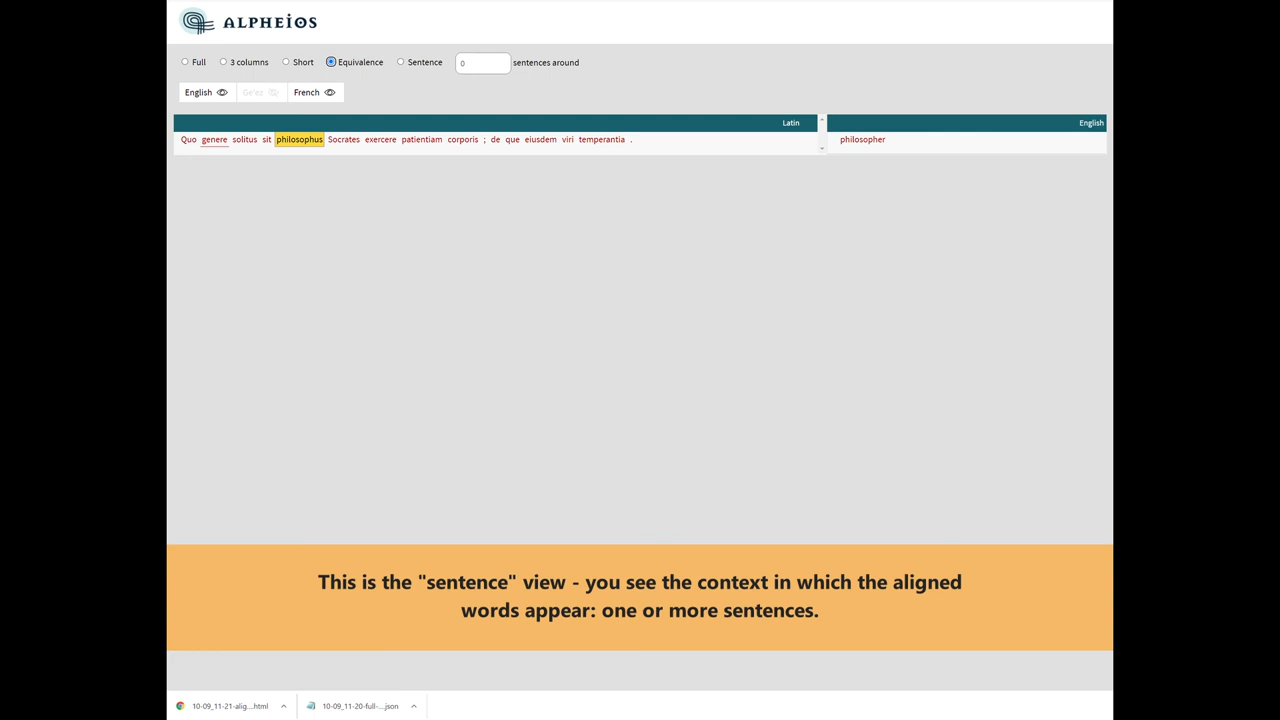 ALPHEIOS
Full 3 columns Short Equivalence Sentence 0 sentences around
English Ge'ez French
Latin English
Quo genere solitus sit philosophus Socrates exercere patientiam corporis ; de que eiusdem viri temperantia . philosopher
This is the "sentence" view - you see the context in which the aligned
words appear: one or more sentences.
10-09_11-21-alig....html 10-09_11-20-full-....json